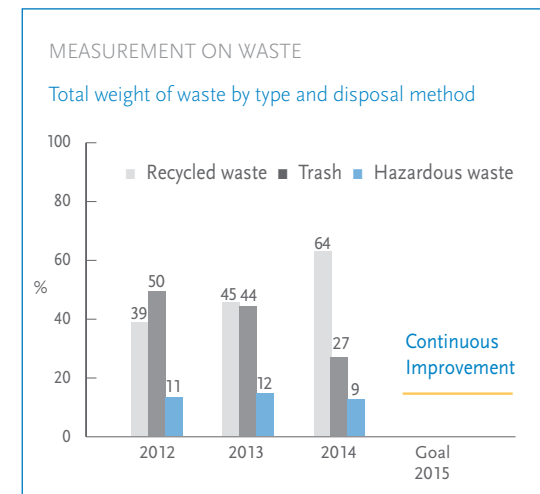 MEASUREMENT ON WASTE
Total weight of waste by type and disposal method
100
Recycled waste Trash Hazardous waste
80
64
60
50
%
45 44
39
40
27
Continuous
Improvement
20
11
12
9
0
2012 2013 2014 Goal
2015